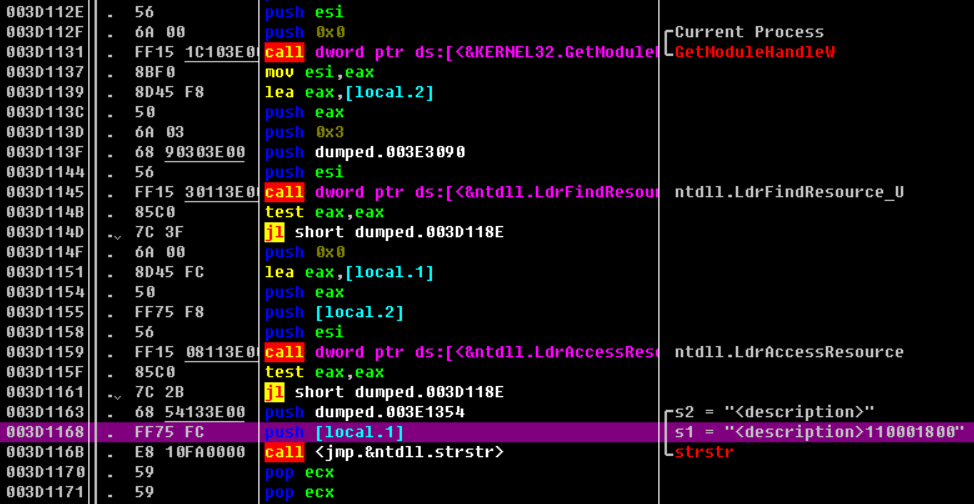 003D112E . 56 push esi
003D112F . 6A 00 push 0x0 Current Process
003D1131 . FF15 1C103E00 call dword ptr ds:[<&KERNEL32.GetModuleH GetModuleHandleW
003D1137 . 8BF0 mov esi,eax
003D1139 . 8D45 F8 lea eax,[local.2]
003D113C . 50 push eax
003D113D . 6A 03 push 0x3
003D113F . 68 90303E00 push dumped.003E3090
003D1144 . 56 push esi
003D1145 . FF15 30113E00 call dword ptr ds:[<&ntdll.LdrFindResour ntdll.LdrFindResource_U
003D114B . 85C0 test eax,eax
003D114D . 7C 3F jl short dumped.003D118E
003D114F . 6A 00 push 0x0
003D1151 . 8D45 FC lea eax,[local.1]
003D1154 . 50 push eax
003D1155 . FF75 F8 push [local.2]
003D1158 . 56 push esi
003D1159 . FF15 08113E00 call dword ptr ds:[<&ntdll.LdrAccessReso ntdll.LdrAccessResource
003D115F . 85C0 test eax,eax
003D1161 . 7C 2B jl short dumped.003D118E
003D1163 . 68 54133E00 push dumped.003E1354 s2 = "<description>"
003D1168 . FF75 FC push [local.1] s1 = "<description>110001800"
003D116B . E8 10FA0000 call <jmp.&ntdll.strstr> strstr
003D1170 . 59 pop ecx
003D1171 . 59 pop ecx